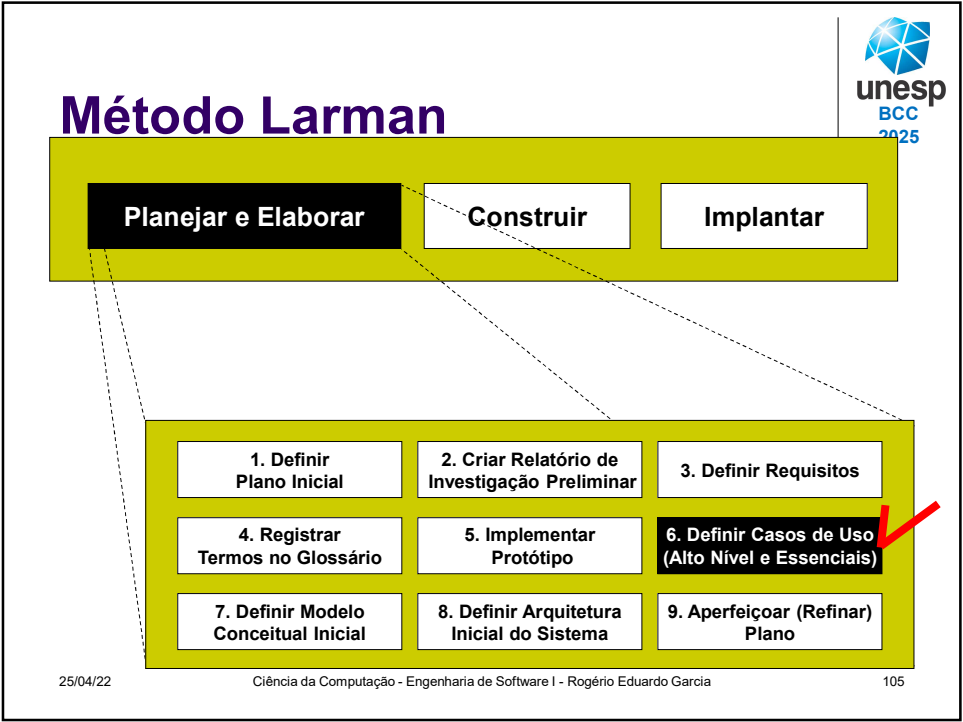 unesp
BCC
2025
Método Larman
Planejar e Elaborar
Construir
Implantar
1. Definir
Plano Inicial
2. Criar Relatório de
Investigação Preliminar
3. Definir Requisitos
4. Registrar
Termos no Glossário
5. Implementar
Protótipo
6. Definir Casos de Uso
(Alto Nível e Essenciais)
7. Definir Modelo
Conceitual Inicial
8. Definir Arquitetura
Inicial do Sistema
9. Aperfeiçoar (Refinar)
Plano
25/04/22
Ciência da Computação - Engenharia de Software I - Rogério Eduardo Garcia
105